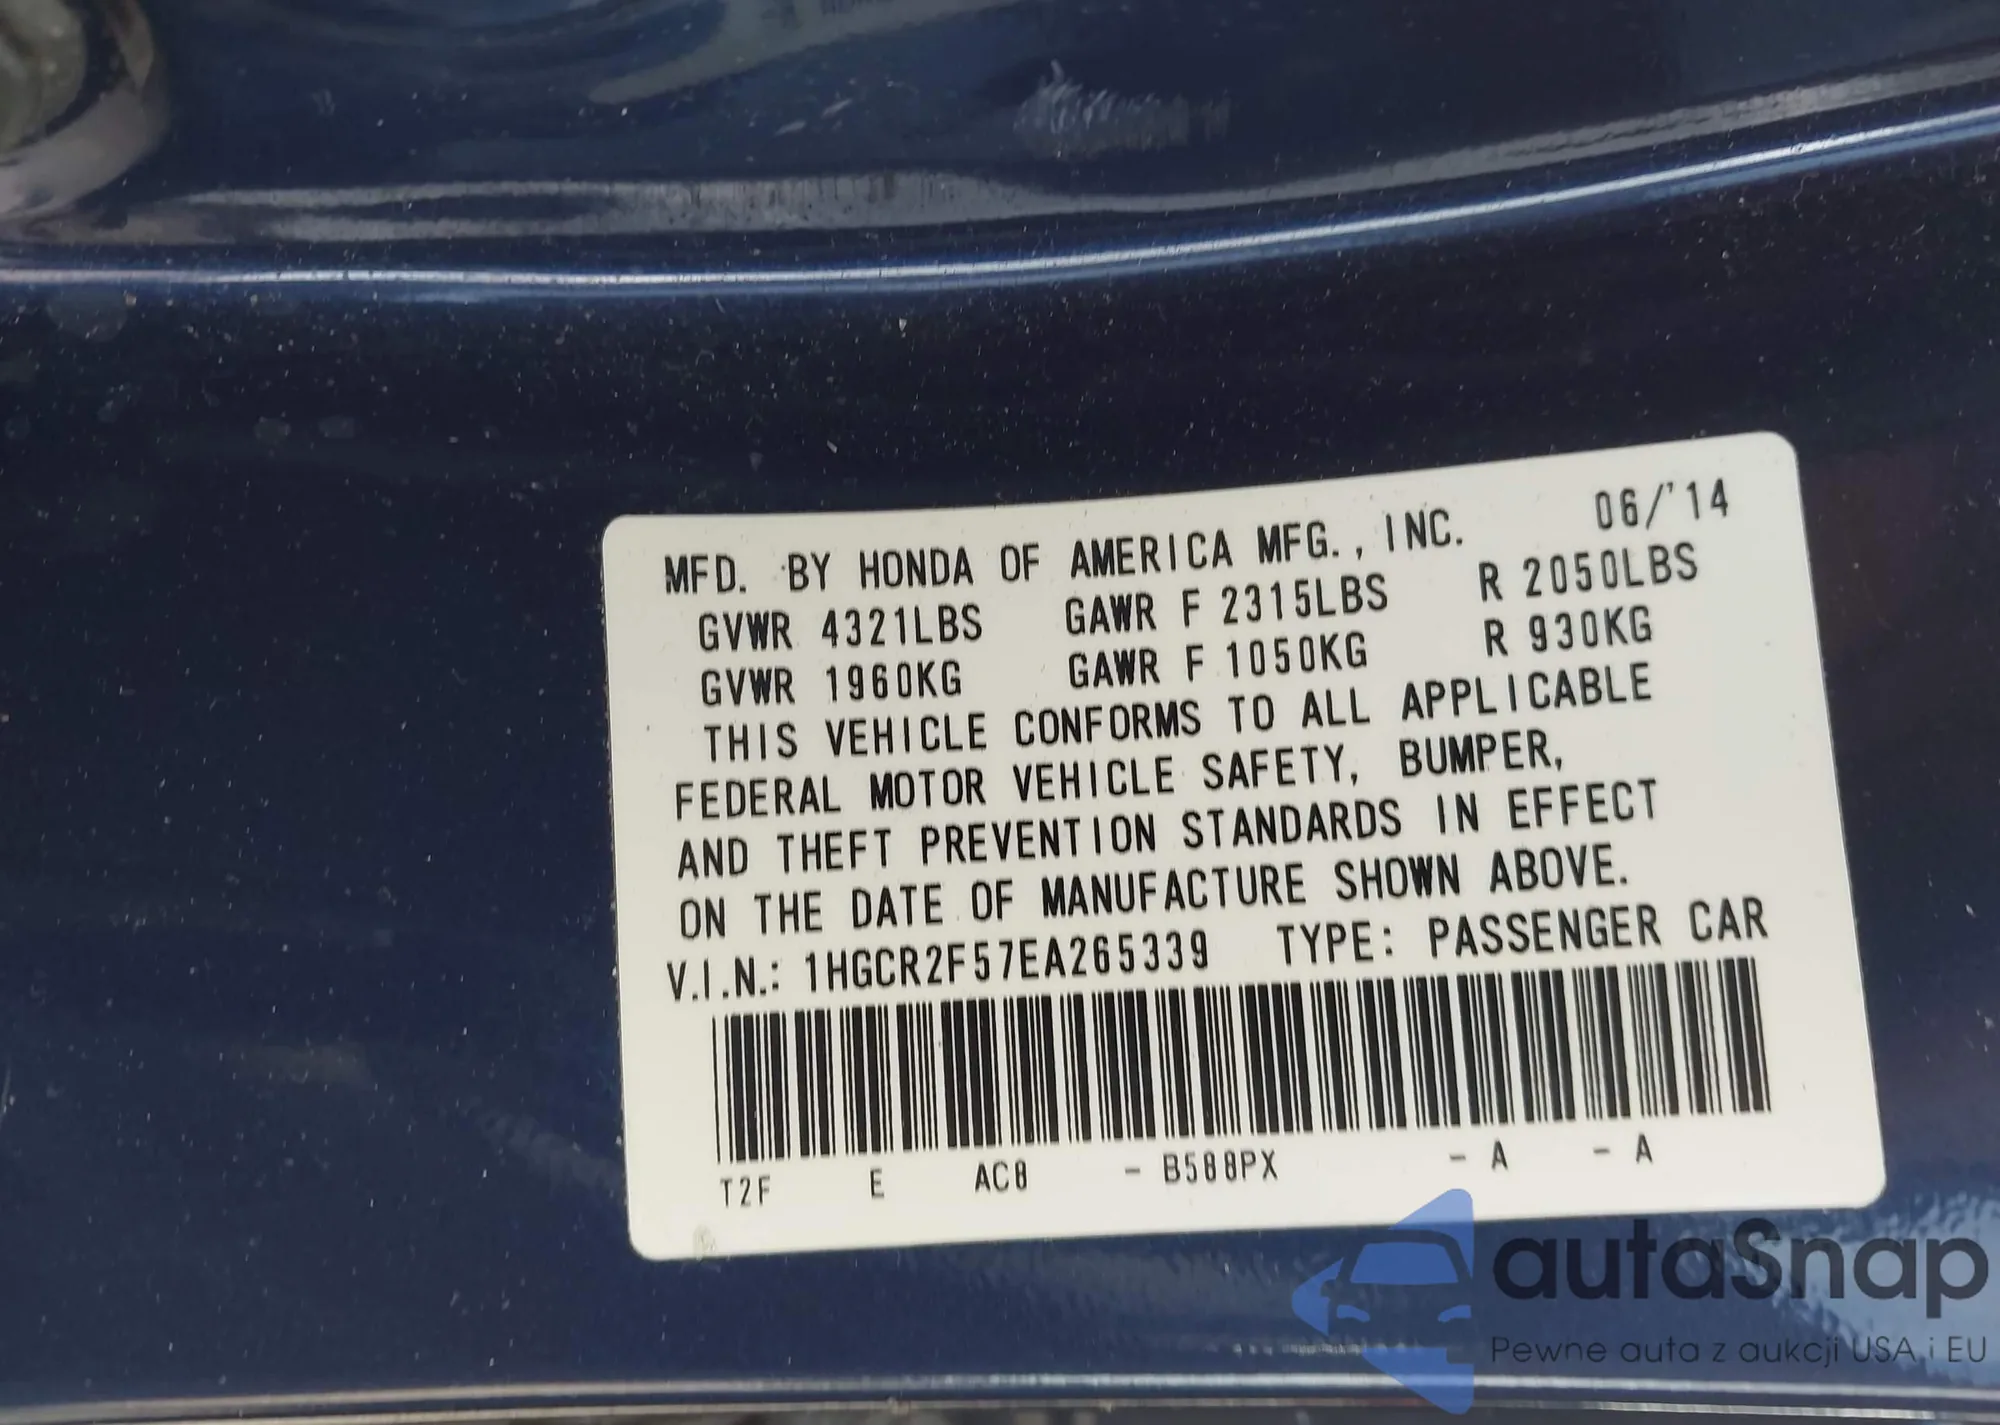 MFD. BY HONDA OF AMERICA MFG., INC. 06/'14
GVWR 4321LBS GAWR F 2315LBS R 2050LBS
GVWR 1960KG GAWR F 1050KG R 930KG
THIS VEHICLE CONFORMS TO ALL APPLICABLE
FEDERAL MOTOR VEHICLE SAFETY, BUMPER,
AND THEFT PREVENTION STANDARDS IN EFFECT
ON THE DATE OF MANUFACTURE SHOWN ABOVE.
V.I.N.: 1HGCR2F57EA265339 TYPE: PASSENGER CAR
T2F E AC8 - B588PX - A - A
autaSnap
Pewne auta z aukcji USA i EU